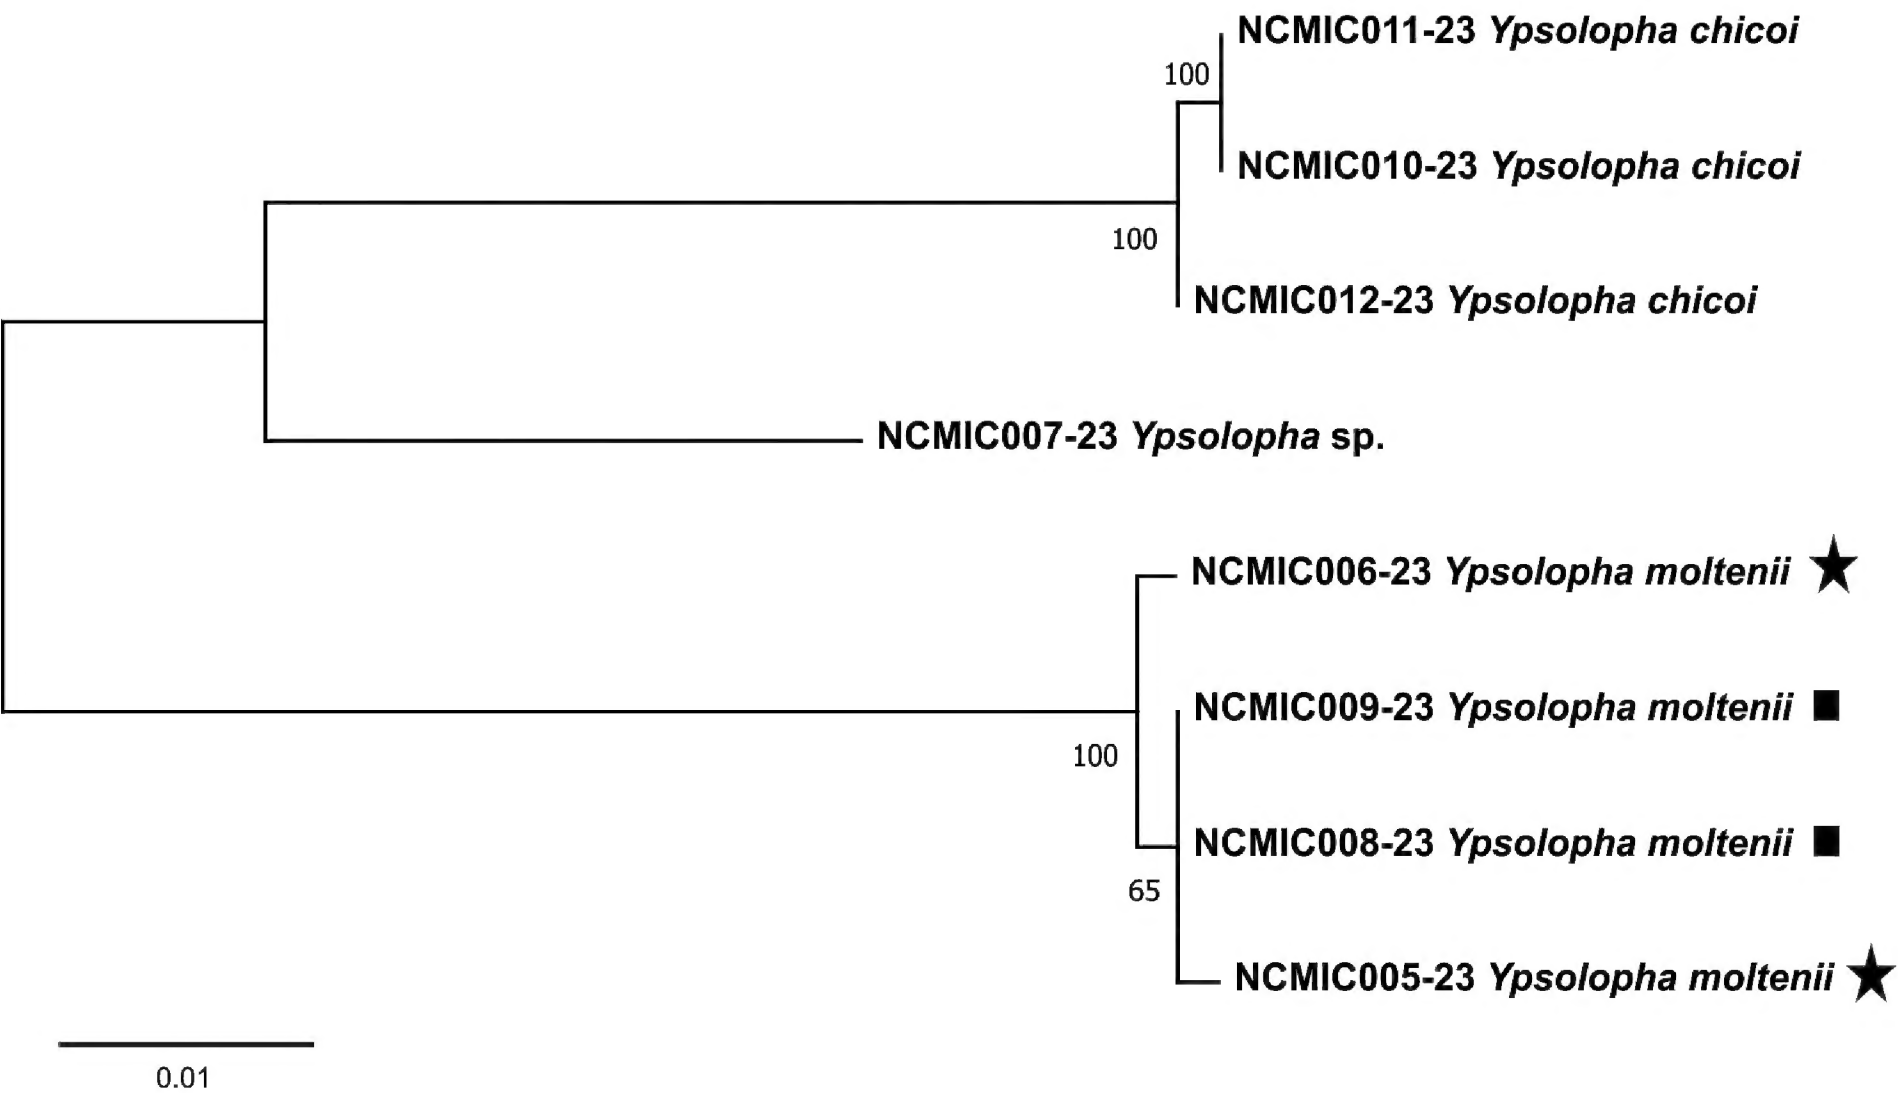 NCMIC011-23 Ypsolopha chicoi
100
NCMIC010-23 Ypsolopha chicoi
100
NCMIC012-23 Ypsolopha chicoi
NCMIC007-23 Ypsolopha sp.
NCMIC006-23 Ypsolopha moltenii
NCMIC009-23 Ypsolopha moltenii
100
NCMIC008-23 Ypsolopha moltenii
65
NCMIC005-23 Ypsolopha moltenii
0.01